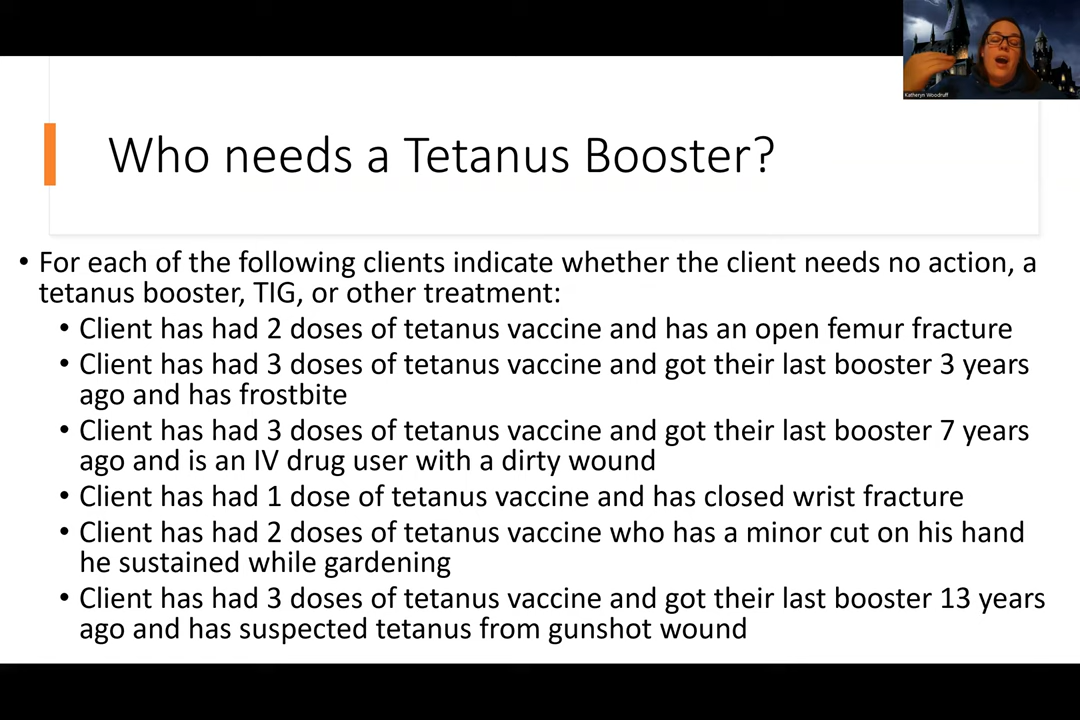 Katheryn Woodruff
Who needs a Tetanus Booster?
• For each of the following clients indicate whether the client needs no action, a
tetanus booster, TIG, or other treatment:
• Client has had 2 doses of tetanus vaccine and has an open femur fracture
• Client has had 3 doses of tetanus vaccine and got their last booster 3 years
ago and has frostbite
• Client has had 3 doses of tetanus vaccine and got their last booster 7 years
ago and is an IV drug user with a dirty wound
• Client has had 1 dose of tetanus vaccine and has closed wrist fracture
• Client has had 2 doses of tetanus vaccine who has a minor cut on his hand
he sustained while gardening
• Client has had 3 doses of tetanus vaccine and got their last booster 13 years
ago and has suspected tetanus from gunshot wound